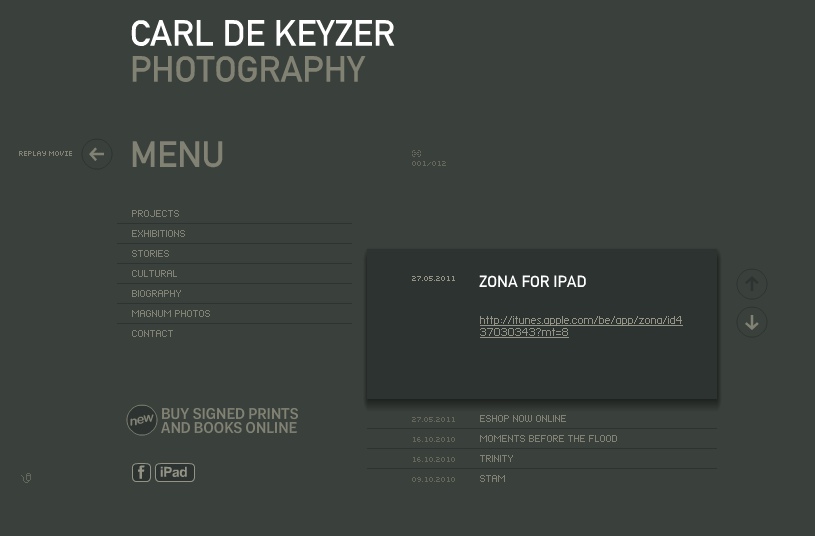 CARL DE KEYZER
PHOTOGRAPHY
REPLAY MOVIE
MENU
001/012
PROJECTS
EXHIBITIONS
STORIES
CULTURAL
BIOGRAPHY
MAGNUM PHOTOS
CONTACT
27.05.2011 ZONA FOR IPAD
http://itunes.apple.com/be/app/zona/id4
37030343?mt=8
new BUY SIGNED PRINTS
AND BOOKS ONLINE
f iPad
27.05.2011 ESHOP NOW ONLINE
16.10.2010 MOMENTS BEFORE THE FLOOD
16.10.2010 TRINITY
09.10.2010 STAM